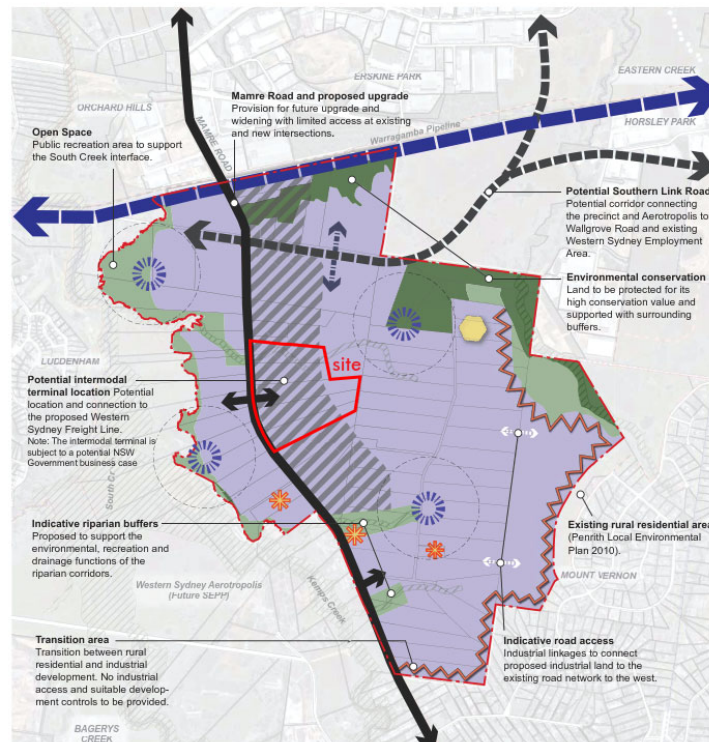 ERSKINE PARK
EASTERN CREEK
ORCHARD HILLS
Mamre Road and proposed upgrade
Provision for future upgrade and
widening with limited access at existing
and new intersections.
HORSLEY PARK
MAMRE ROAD
Warragamba Pipeline
Open Space
Public recreation area to support
the South Creek interface.
Potential Southern Link Road
Potential corridor connecting
the precinct and Aerotropolis to
Wallgrove Road and existing
Western Sydney Employment
Area.
Environmental conservation
Land to be protected for its
high conservation value and
supported with surrounding
buffers.
LUDDENHAM
site
Potential intermodal
terminal location Potential
location and connection to
the proposed Western
Sydney Freight Line.
Note: The intermodal terminal is
subject to a potential NSW
Government business case
South Cr
Indicative riparian buffers
Proposed to support the
environmental, recreation and
drainage functions of the
riparian corridors.
Existing rural residential area
(Penrith Local Environmental
Plan 2010).
MOUNT VERNON
Western Sydney Aerotropolis
(Future SEPP)
Kemps Creek
Transition area
Transition between rural
residential and industrial
development. No industrial
access and suitable develop-
ment controls to be provided.
Indicative road access
Industrial linkages to connect
proposed industrial land to the
existing road network to the west.
BAGERYS
CREEK